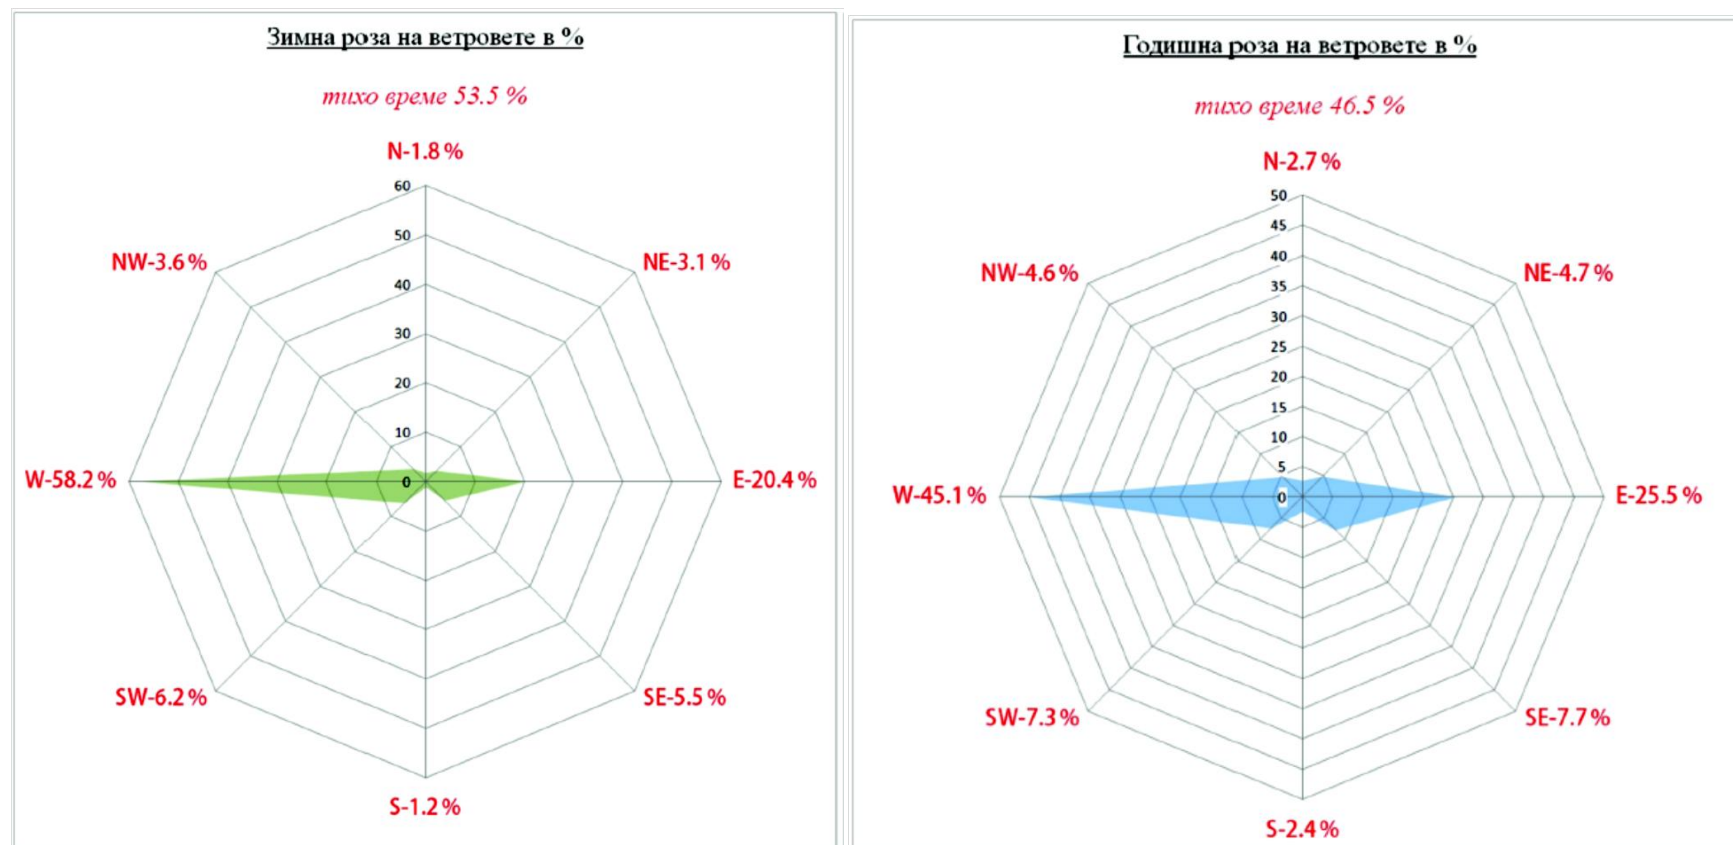 Зимна роза на ветровете в %
тихо време 53.5 %
N-1.8 %
60
50
40
30
20
10
0
NW-3.6 %
NE-3.1 %
W-58.2 %
E-20.4 %
SW-6.2 %
SE-5.5 %
S-1.2 %
Годишна роза на ветровете в %
тихо време 46.5 %
N-2.7 %
50
45
40
35
30
25
20
15
10
5
0
NW-4.6 %
NE-4.7 %
W-45.1 %
E-25.5 %
SW-7.3 %
SE-7.7 %
S-2.4 %